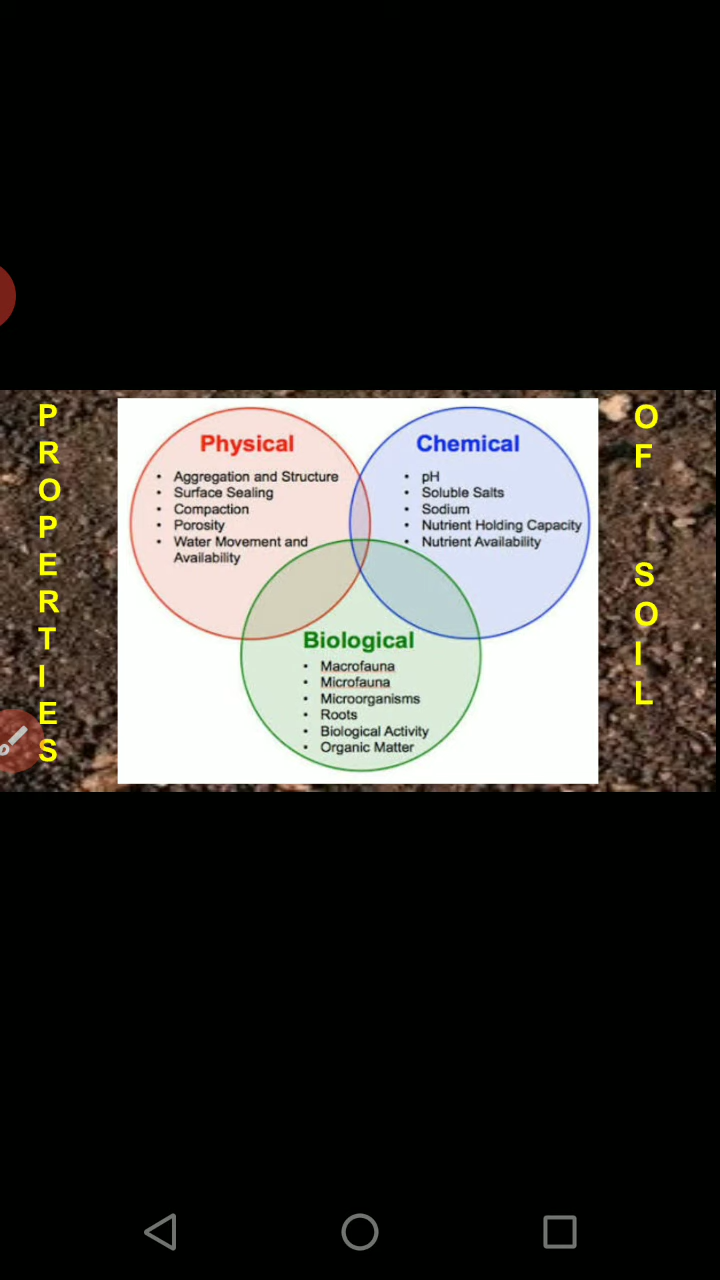 PROPERTIES
OF SOIL
Physical
• Aggregation and Structure
• Surface Sealing
• Compaction
• Porosity
• Water Movement and
Availability
Chemical
• pH
• Soluble Salts
• Sodium
• Nutrient Holding Capacity
• Nutrient Availability
Biological
• Macrofauna
• Microfauna
• Microorganisms
• Roots
• Biological Activity
• Organic Matter